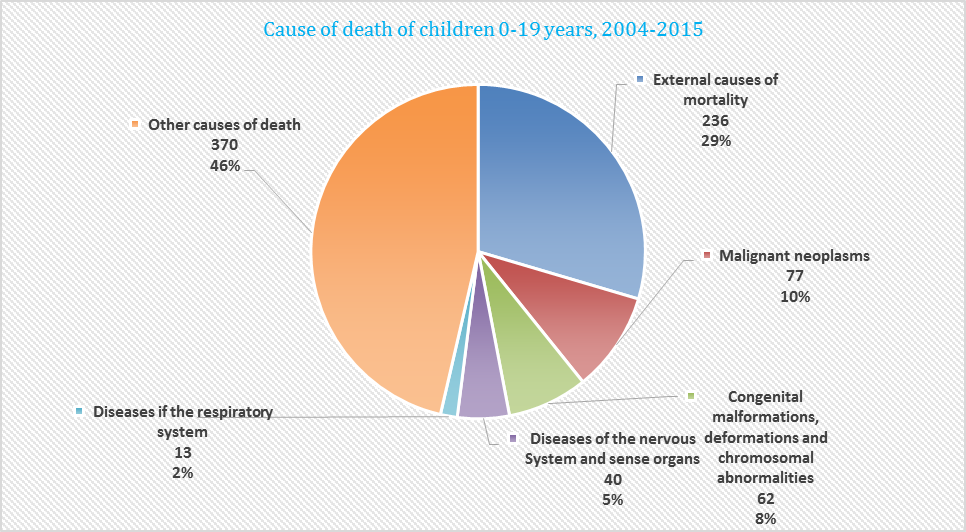 Cause of death of children 0-19 years, 2004-2015
External causes of
mortality
236
29%
Other causes of death
370
46%
Malignant neoplasms
77
10%
Congenital
malformations,
deformations and
chromosomal
abnormalities
62
8%
Diseases if the respiratory
system
13
2%
Diseases of the nervous
System and sense organs
40
5%